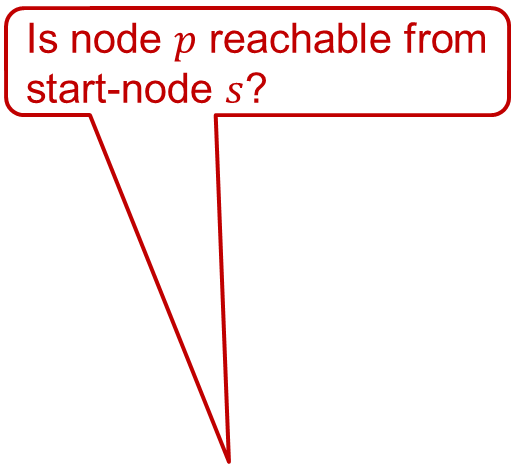 Is node p reachable from
start-node s?